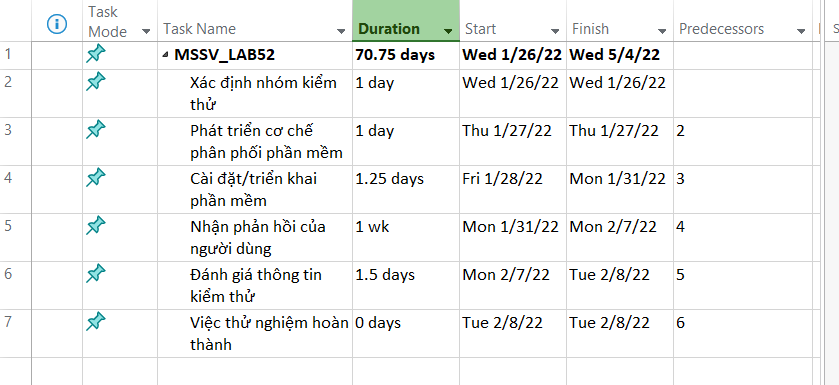 Task Mode Task Name Duration Start Finish Predecessors
1 MSSV_LAB52 70.75 days Wed 1/26/22 Wed 5/4/22
2 Xác định nhóm kiểm 1 day Wed 1/26/22 Wed 1/26/22
thử
3 Phát triển cơ chế 1 day Thu 1/27/22 Thu 1/27/22 2
phân phối phần mềm
4 Cài đặt/triển khai 1.25 days Fri 1/28/22 Mon 1/31/22 3
phần mềm
5 Nhận phản hồi của 1 wk Mon 1/31/22 Mon 2/7/22 4
người dùng
6 Đánh giá thông tin 1.5 days Mon 2/7/22 Tue 2/8/22 5
kiểm thử
7 Việc thử nghiệm hoàn 0 days Tue 2/8/22 Tue 2/8/22 6
thành